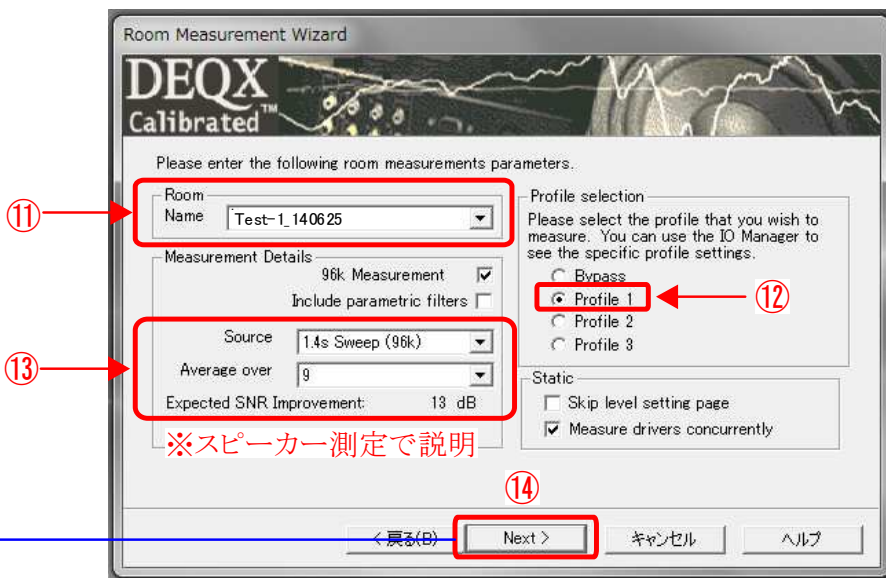 Room Measurement Wizard
DEQX
Calibrated™
Please enter the following room measurements parameters.
⑪
Room
Name Test-1_140625
Measurement Details
96k Measurement
Include parametric filters
⑬
Source 1.4s Sweep (96k)
Average over 9
Expected SNR Improvement: 13 dB
※スピーカー測定で説明
Profile selection
Please select the profile that you wish to
measure. You can use the IO Manager to
see the specific profile settings.
Bypass
Profile 1
⑫
Profile 2
Profile 3
Static
Skip level setting page
Measure drivers concurrently
⑭
< 戻る(B) Next > キャンセル ヘルプ